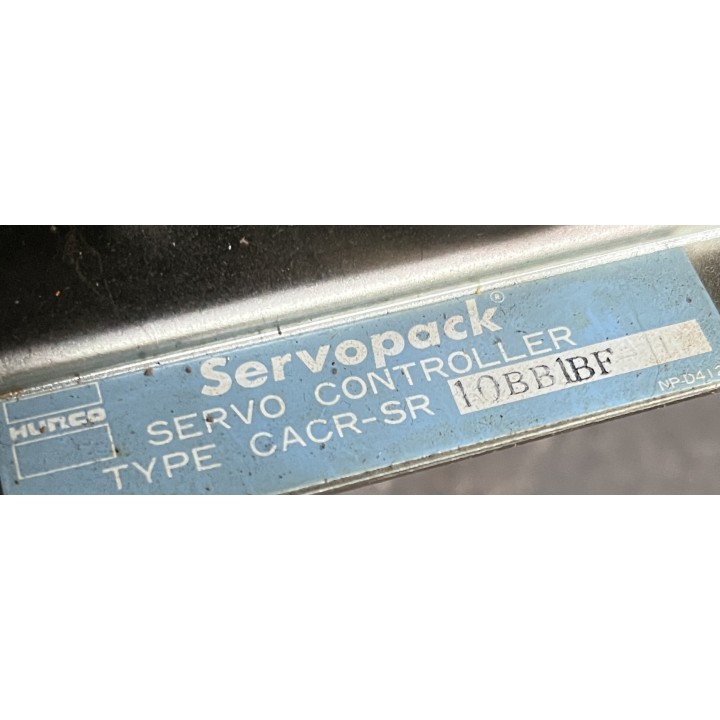 Servopack®
SERVO CONTROLLER
TYPE CACR-SR 10BB1BF
HURCO